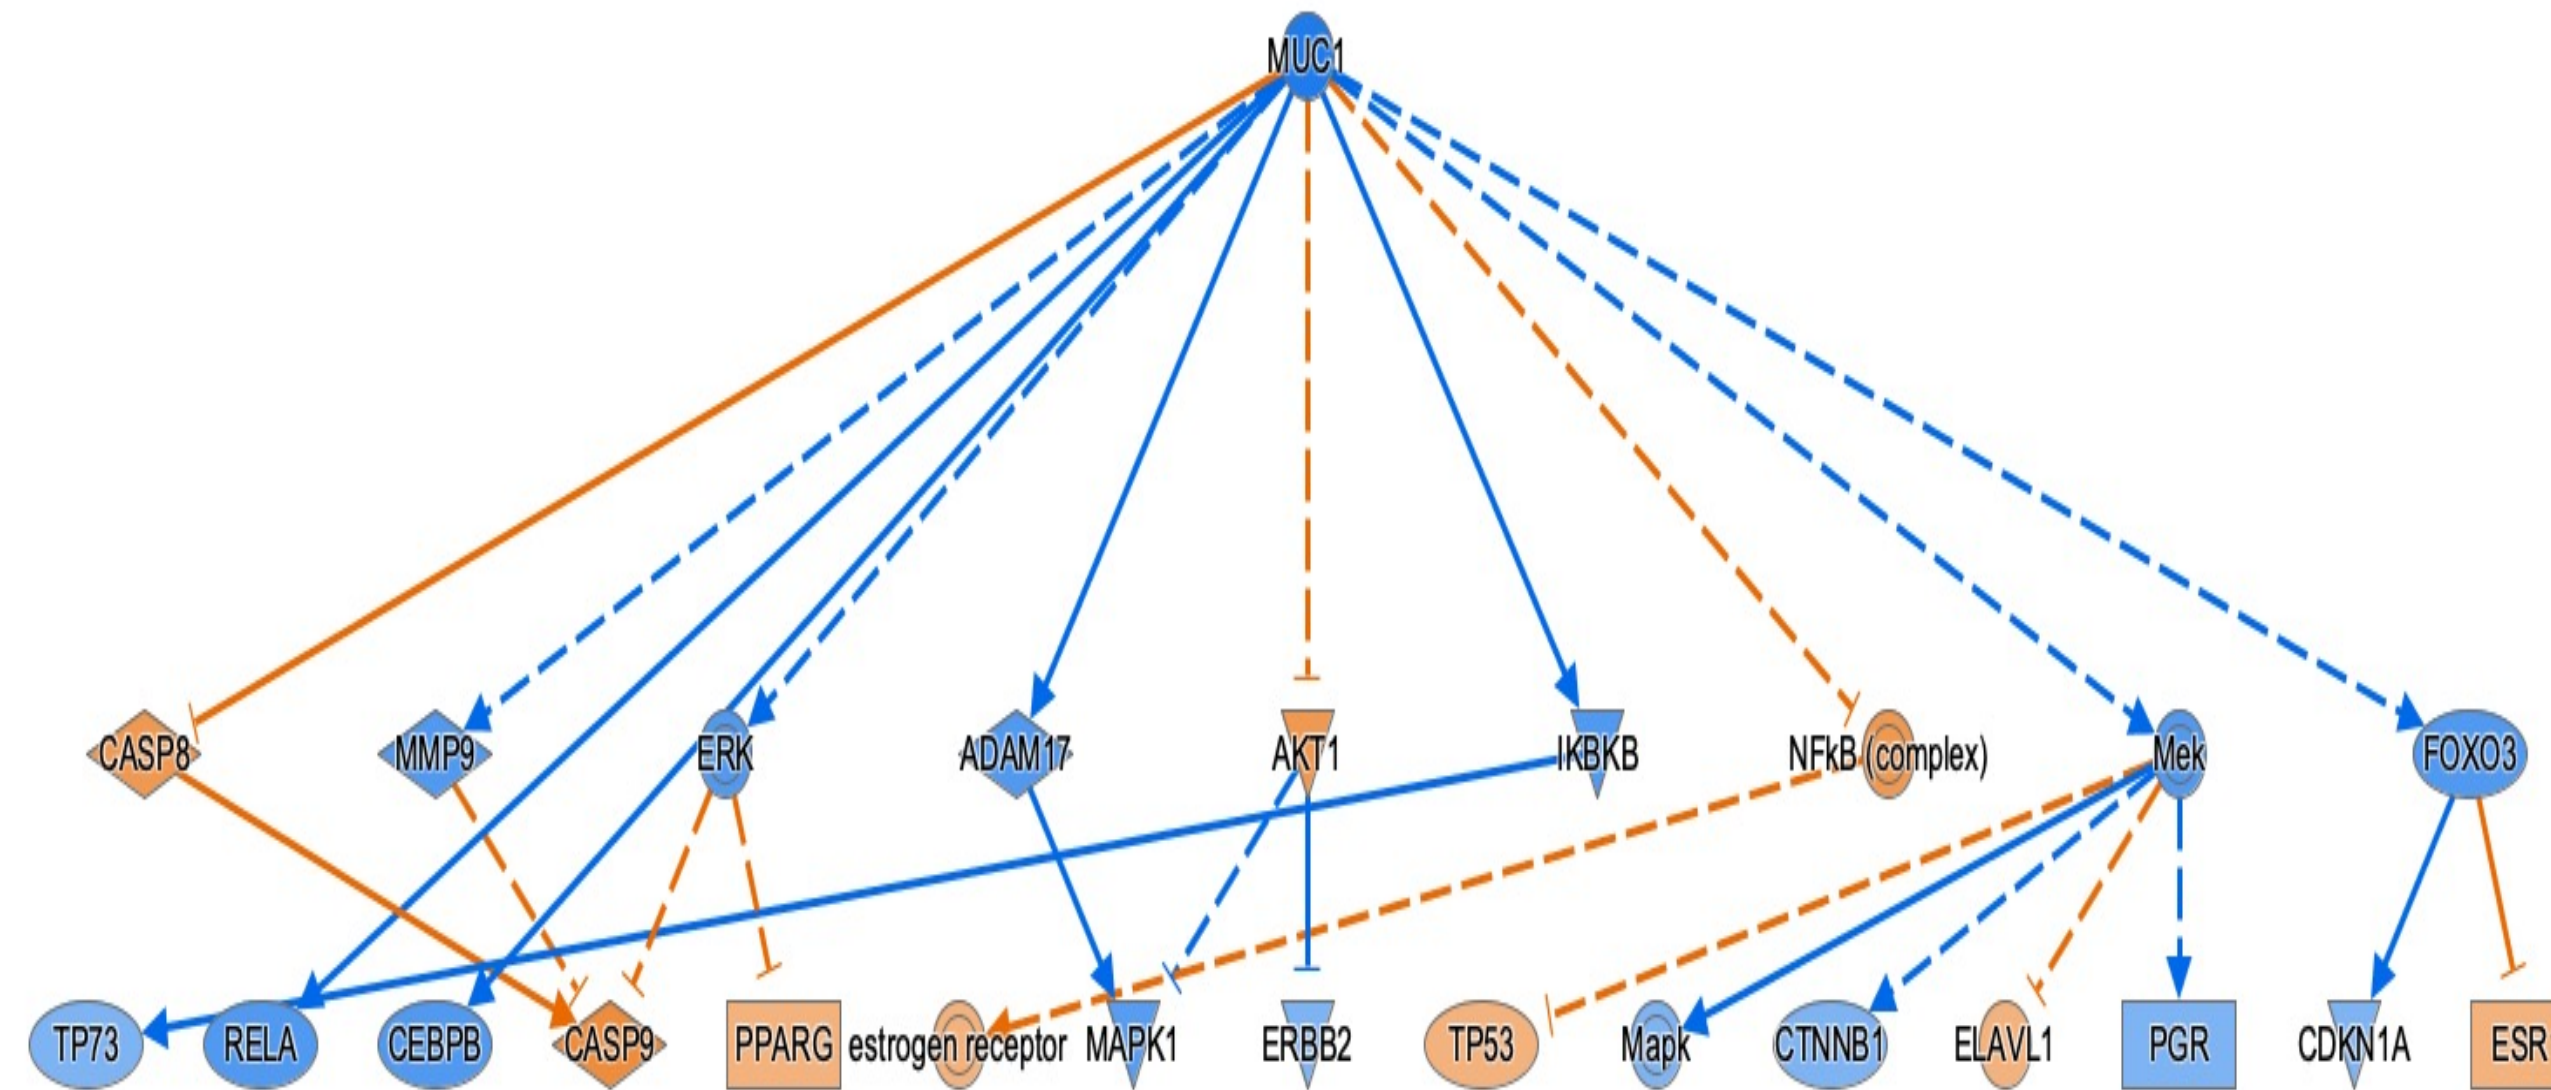 MUC1
CASP8 MMP9 ERK ADAM17 AKT1 IKBKB NFkB (complex) Mek FOXO3
TP73 RELA CEBPB CASP9 PPARG estrogen receptor MAPK1 ERBB2 TP53 Mapk CTNNB1 ELAVL1 PGR CDKN1A ESR